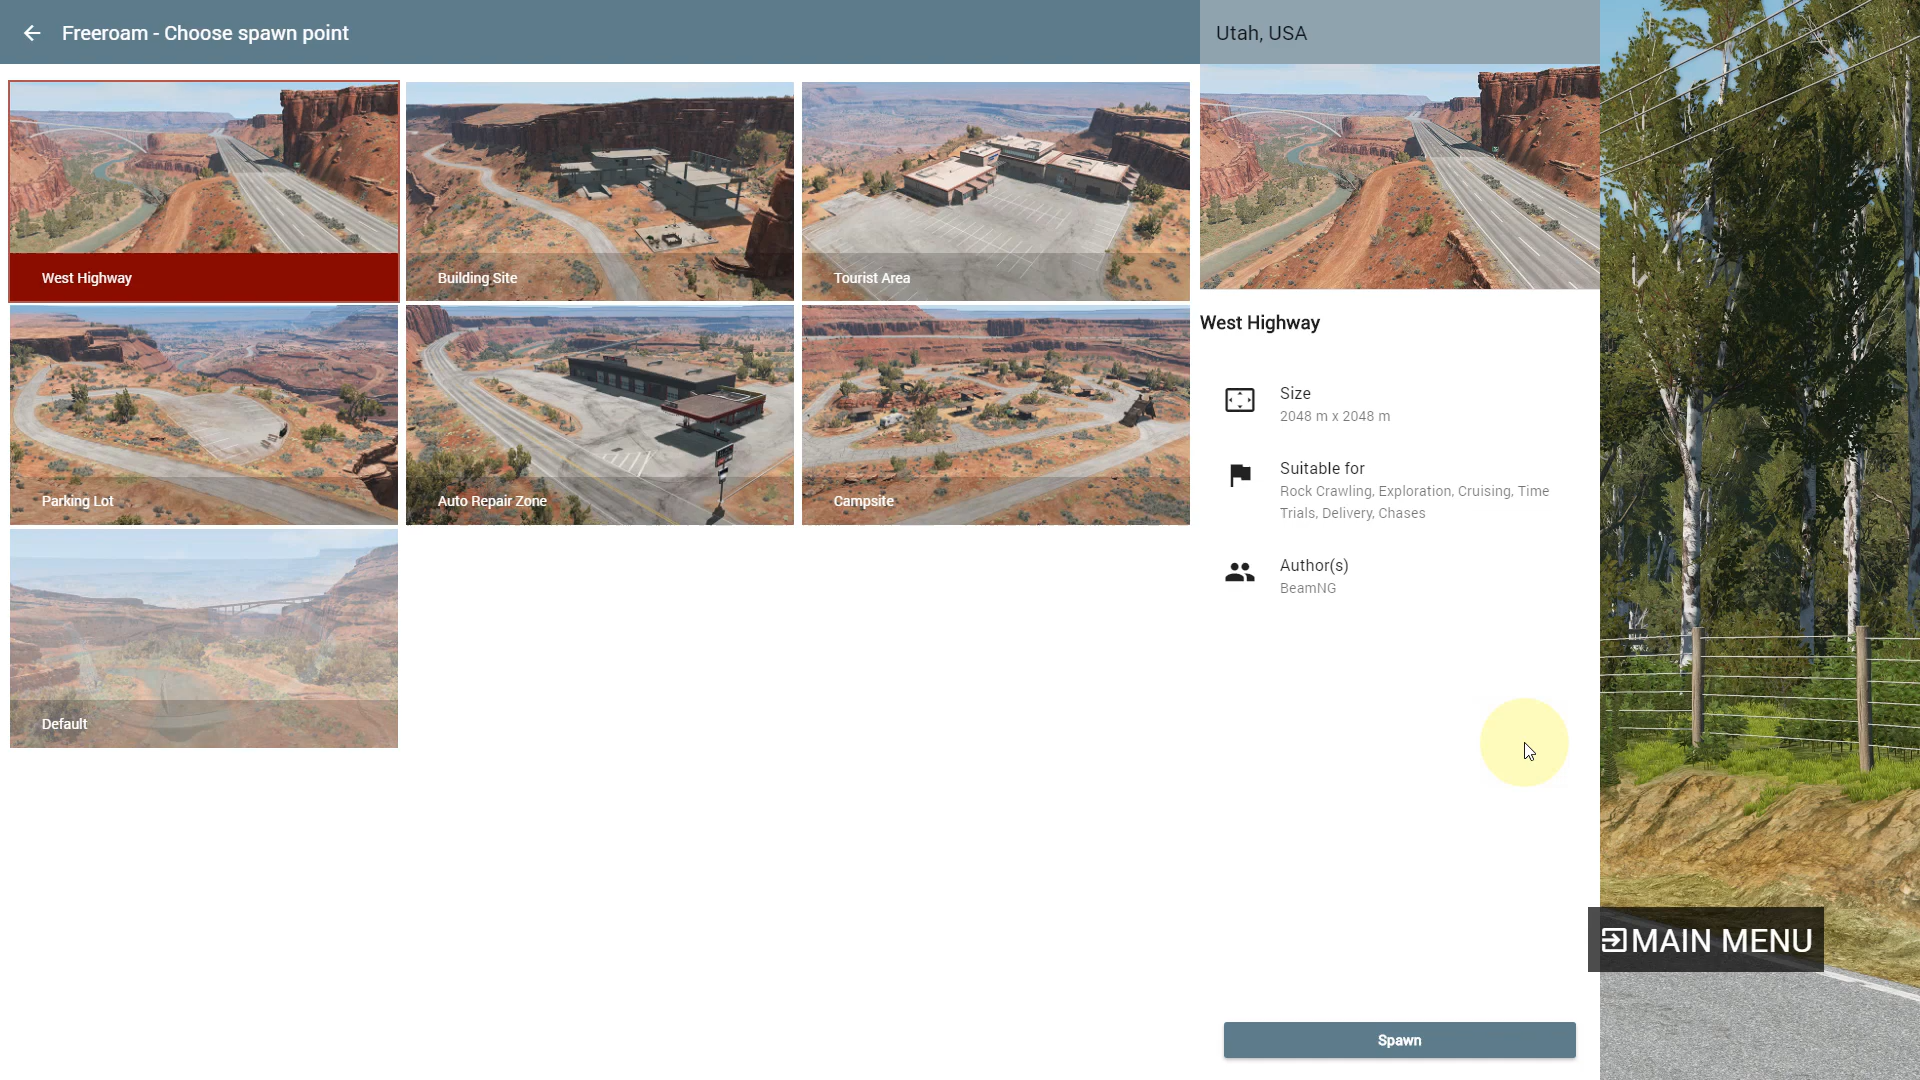 Freeroam - Choose spawn point
Utah, USA
West Highway
Building Site
Tourist Area
Parking Lot
Auto Repair Zone
Campsite
Default
West Highway
Size
2048 m x 2048 m
Suitable for
Rock Crawling, Exploration, Cruising, Time
Trials, Delivery, Chases
Author(s)
BeamNG
MAIN MENU
Spawn